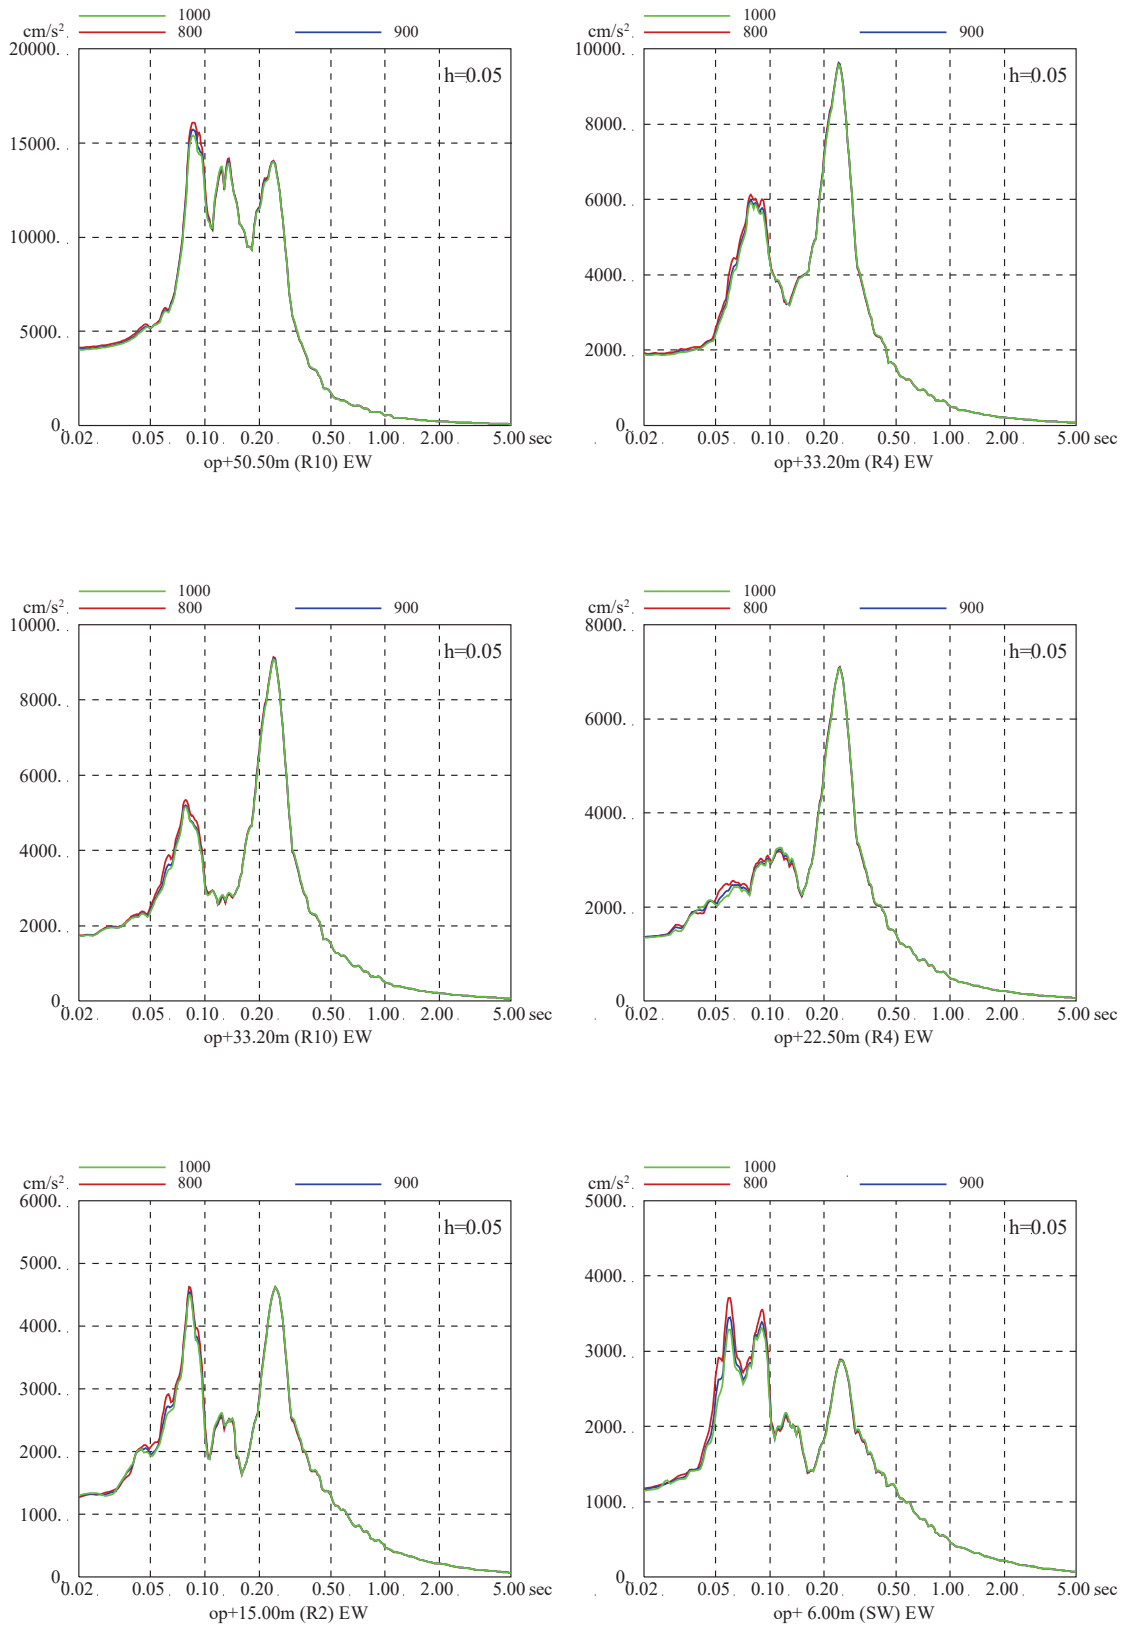 1000
cm/s². 800 900
20000.
h=0.05
15000.
10000.
5000.
0.
0.02 0.05 0.10 0.20 0.50 1.00 2.00 5.00 sec
op+50.50m (R10) EW
1000
cm/s². 800 900
10000.
h=0.05
8000.
6000.
4000.
2000.
0.
0.02 0.05 0.10 0.20 0.50 1.00 2.00 5.00 sec
op+33.20m (R4) EW
1000
cm/s². 800 900
10000.
h=0.05
8000.
6000.
4000.
2000.
0.
0.02 0.05 0.10 0.20 0.50 1.00 2.00 5.00 sec
op+33.20m (R10) EW
1000
cm/s². 800 900
8000.
h=0.05
6000.
4000.
2000.
0.
0.02 0.05 0.10 0.20 0.50 1.00 2.00 5.00 sec
op+22.50m (R4) EW
1000
cm/s². 800 900
6000.
h=0.05
5000.
4000.
3000.
2000.
1000.
0.
0.02 0.05 0.10 0.20 0.50 1.00 2.00 5.00 sec
op+15.00m (R2) EW
1000
cm/s². 800 900
5000.
h=0.05
4000.
3000.
2000.
1000.
0.
0.02 0.05 0.10 0.20 0.50 1.00 2.00 5.00 sec
op+ 6.00m (SW) EW